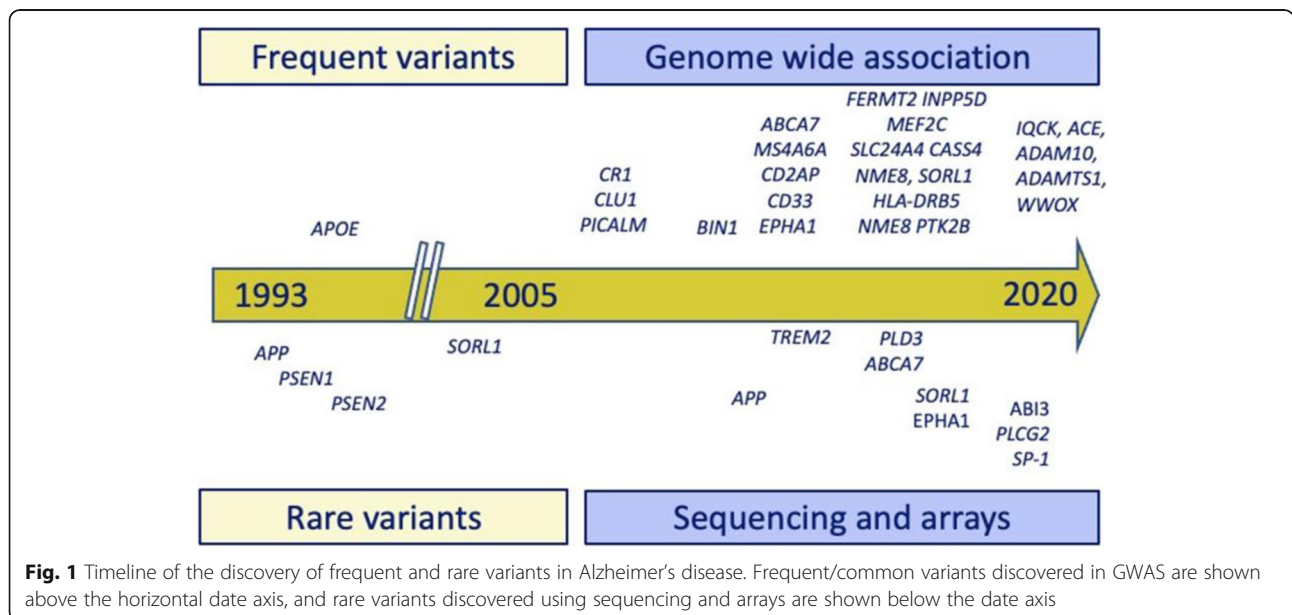 Frequent variants
Genome wide association
FERMT2 INPP5D
MEF2C
SLC24A4 CASS4
NME8, SORL1
HLA-DRB5
NME8 PTK2B
ABCA7
MS4A6A
CD2AP
CD33
EPHA1
IQCK, ACE,
ADAM10,
ADAMTS1,
WWOX
CR1
CLU1
PICALM
BIN1
APOE
1993
2005
2020
APP
PSEN1
PSEN2
SORL1
TREM2
APP
PLD3
ABCA7
SORL1
EPHA1
ABI3
PLCG2
SP-1
Rare variants
Sequencing and arrays
Fig. 1 Timeline of the discovery of frequent and rare variants in Alzheimer's disease. Frequent/common variants discovered in GWAS are shown
above the horizontal date axis, and rare variants discovered using sequencing and arrays are shown below the date axis